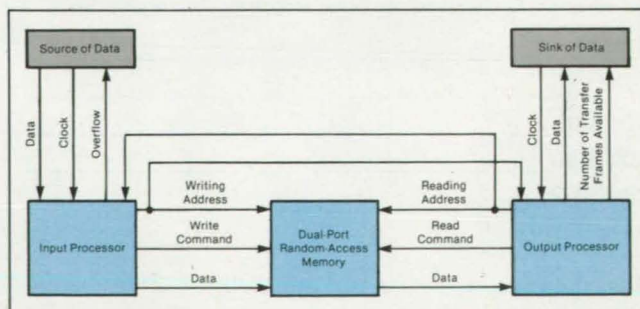 Source of Data
Sink of Data
Data
Clock
Overflow
Clock
Data
Number of Transfer
Frames Available
Writing
Address
Reading
Address
Input Processor
Write
Command
Dual-Port
Random-Access
Memory
Read
Command
Output Processor
Data
Data